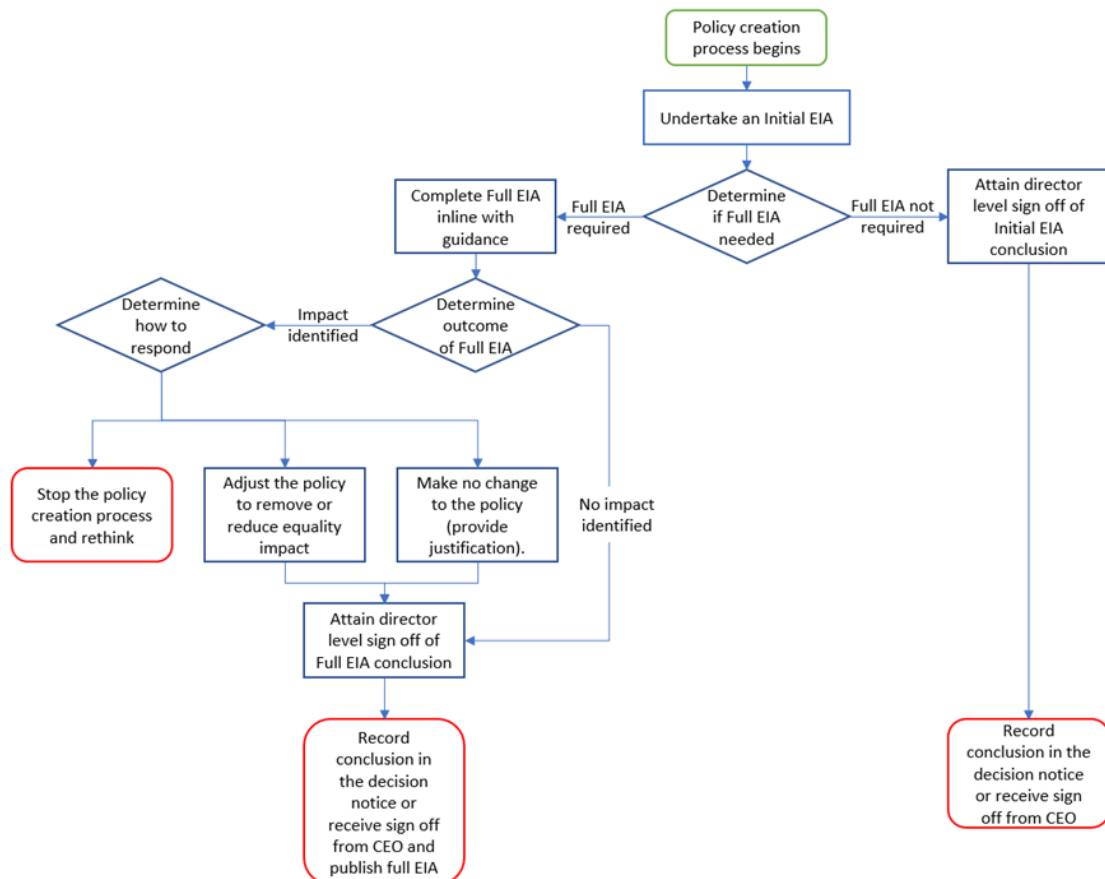 Policy creation
process begins
Undertake an Initial EIA
Determine
if Full EIA
needed
Full EIA
required
Full EIA not
required
Attain director
level sign off of
Initial EIA
conclusion
Complete Full EIA
inline with
guidance
Determine
outcome
of Full EIA
Impact
identified
Determine
how to
respond
Stop the policy
creation process
and rethink
Adjust the policy
to remove or
reduce equality
impact
Make no change
to the policy
(provide
justification).
No impact
identified
Attain director
level sign off of
Full EIA conclusion
Record
conclusion in
the decision
notice or
receive sign off
from CEO and
publish full EIA
Record
conclusion in the
decision notice
or receive sign
off from CEO